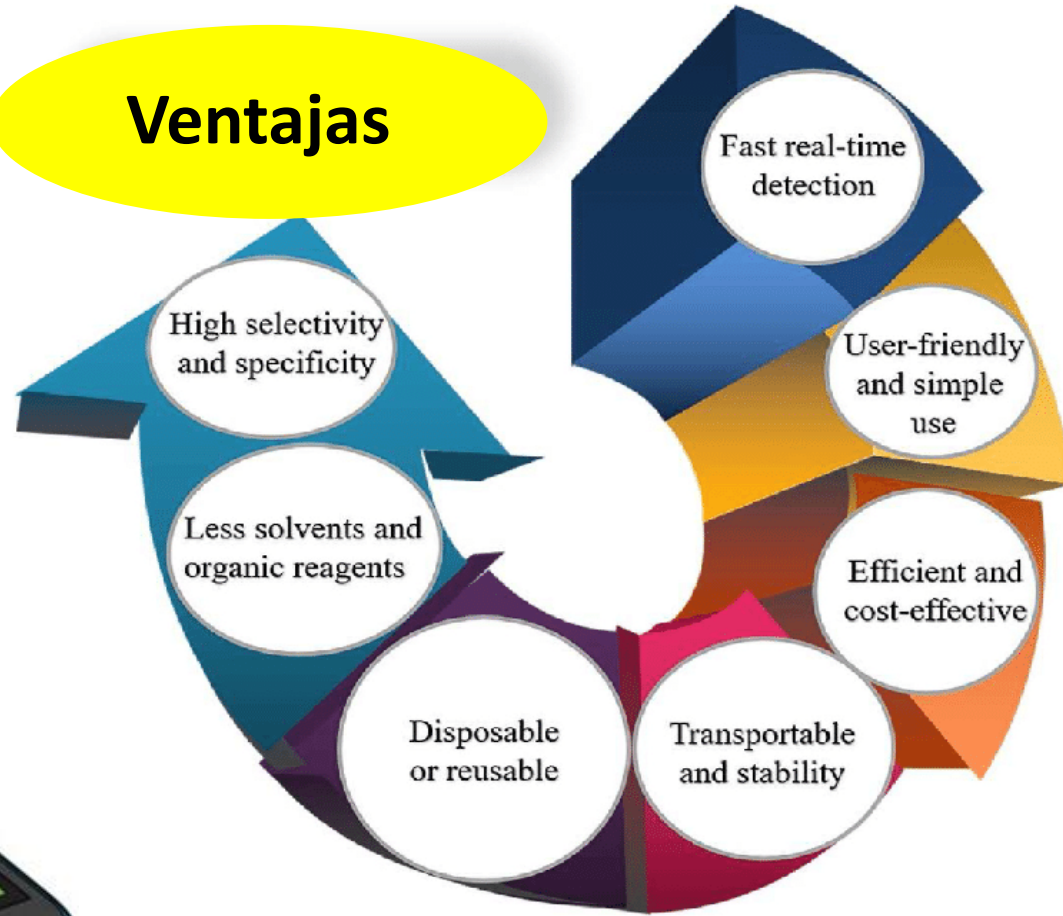 Ventajas
Fast real-time
detection
User-friendly
and simple
use
Efficient and
cost-effective
Transportable
and stability
Disposable
or reusable
Less solvents and
organic reagents
High selectivity
and specificity